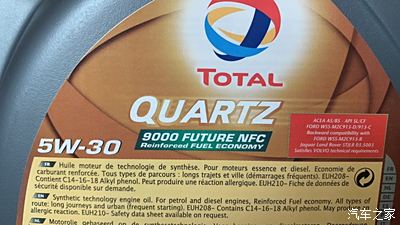 TOTAL
QUARTZ
9000 FUTURE NFC
Reinforced FUEL ECONOMY
5W-30
ACEA A5/B5 API SL/CF
FORD WSS-M2C913-D/913-C
Backward compatibility with
FORD WSS-M2C913-B
Jaguar Land Rover STJLR.03.5003
Satisfies VOLVO technical requirements
FR Huile moteur de technologie de synthèse. Pour moteurs essence et diesel. Economie de
carburant renforcée. Tous types de parcours : longs trajets et ville (démarrages fréquents). EUH208-
Contient C14-16-18 Alkyl phenol. Peut produire une réaction allergique. EUH210- Fiche de données de
sécurité disponible sur demande.
EN Synthetic technology engine oil. For petrol and diesel engines, Reinforced Fuel economy. All types of
route: long journeys and urban (frequent starting). EUH208- Contains C14-16-18 Alkyl phenol. May produce an allergic
reaction. EUH210- Safety data sheet available on request.
Motorolie gebaseerd op
汽车之家